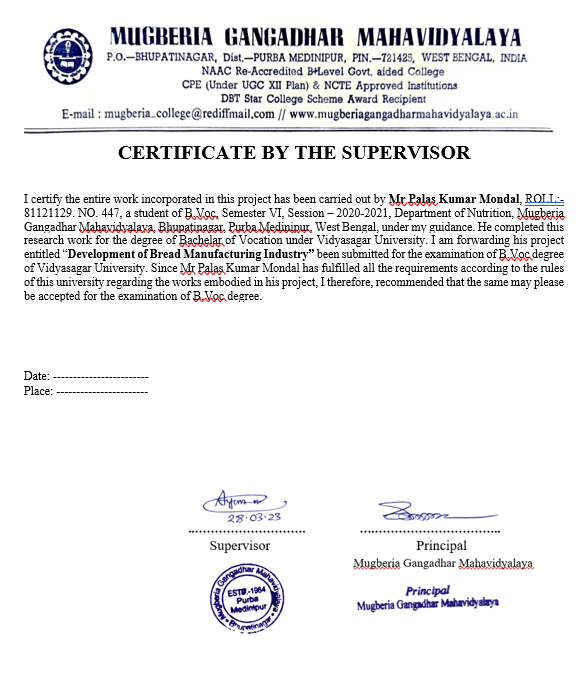 MUGBERIA GANGADHAR MAHAVIDYALAYA
P.O.—BHUPATINAGAR, Dist.—PURBA MEDINIPUR, PIN.—721425, WEST BENGAL, INDIA
NAAC Re-Accredited B+Level Govt. aided College
CPE (Under UGC XII Plan) & NCTE Approved Institutions
DBT Star College Scheme Award Recipient
E-mail : mugberia_college@rediffmail.com // www.mugberiagangadharmahavidyalaya.ac.in
CERTIFICATE BY THE SUPERVISOR
I certify the entire work incorporated in this project has been carried out by Mr Palas Kumar Mondal, ROLL:-
81121129. NO. 447, a student of B.Voc, Semester VI, Session – 2020-2021, Department of Nutrition, Mugberia
Gangadhar Mahavidyalaya, Bhupatinagar, Purba Medinipur, West Bengal, under my guidance. He completed this
research work for the degree of Bachelar of Vocation under Vidyasagar University. I am forwarding his project
entitled “Development of Bread Manufacturing Industry” been submitted for the examination of B.Voc degree
of Vidyasagar University. Since Mr Palas Kumar Mondal has fulfilled all the requirements according to the rules
of this university regarding the works embodied in his project, I therefore, recommended that the same may please
be accepted for the examination of B.Voc degree.
Date: ------------------------
Place: -----------------------
28.03.23
Supervisor
Principal
Mugberia Gangadhar Mahavidyalaya
Mugberia Gangadhar Mahavidyalaya
ESTD.-1964
Purba
Medinipur
Bhupatinagar
Principal
Mugberia Gangadhar Mahavidyalaya